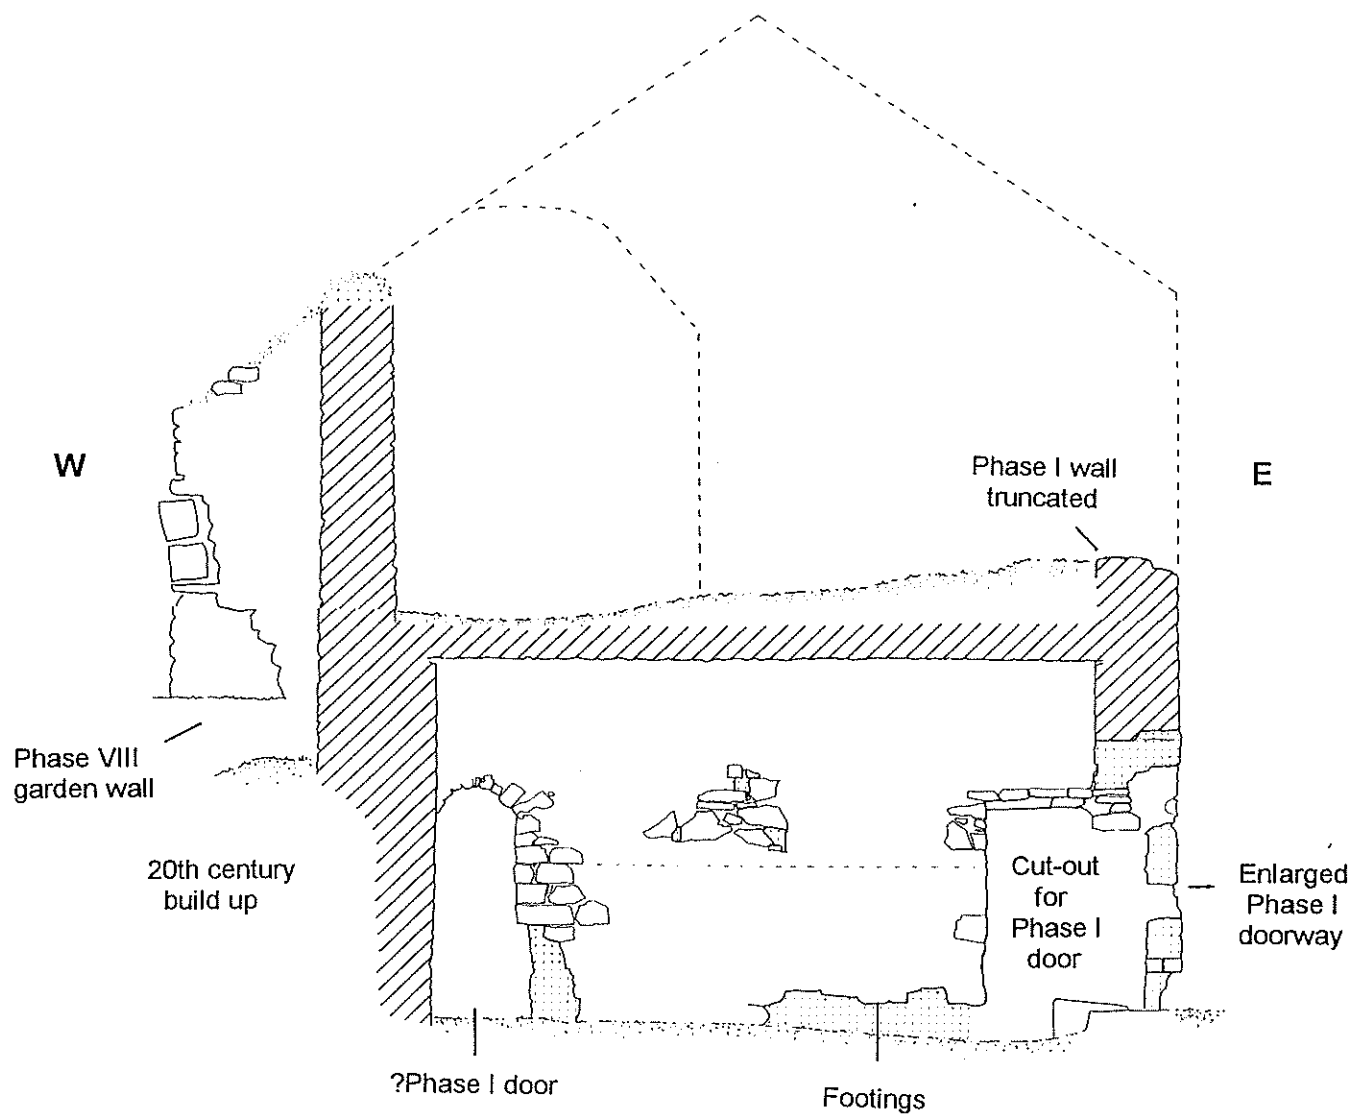 W
Phase I wall
truncated
E
Phase VIII
garden wall
20th century
build up
Cut-out
for
Phase I
door
Enlarged
Phase I
doorway
?Phase I door
Footings